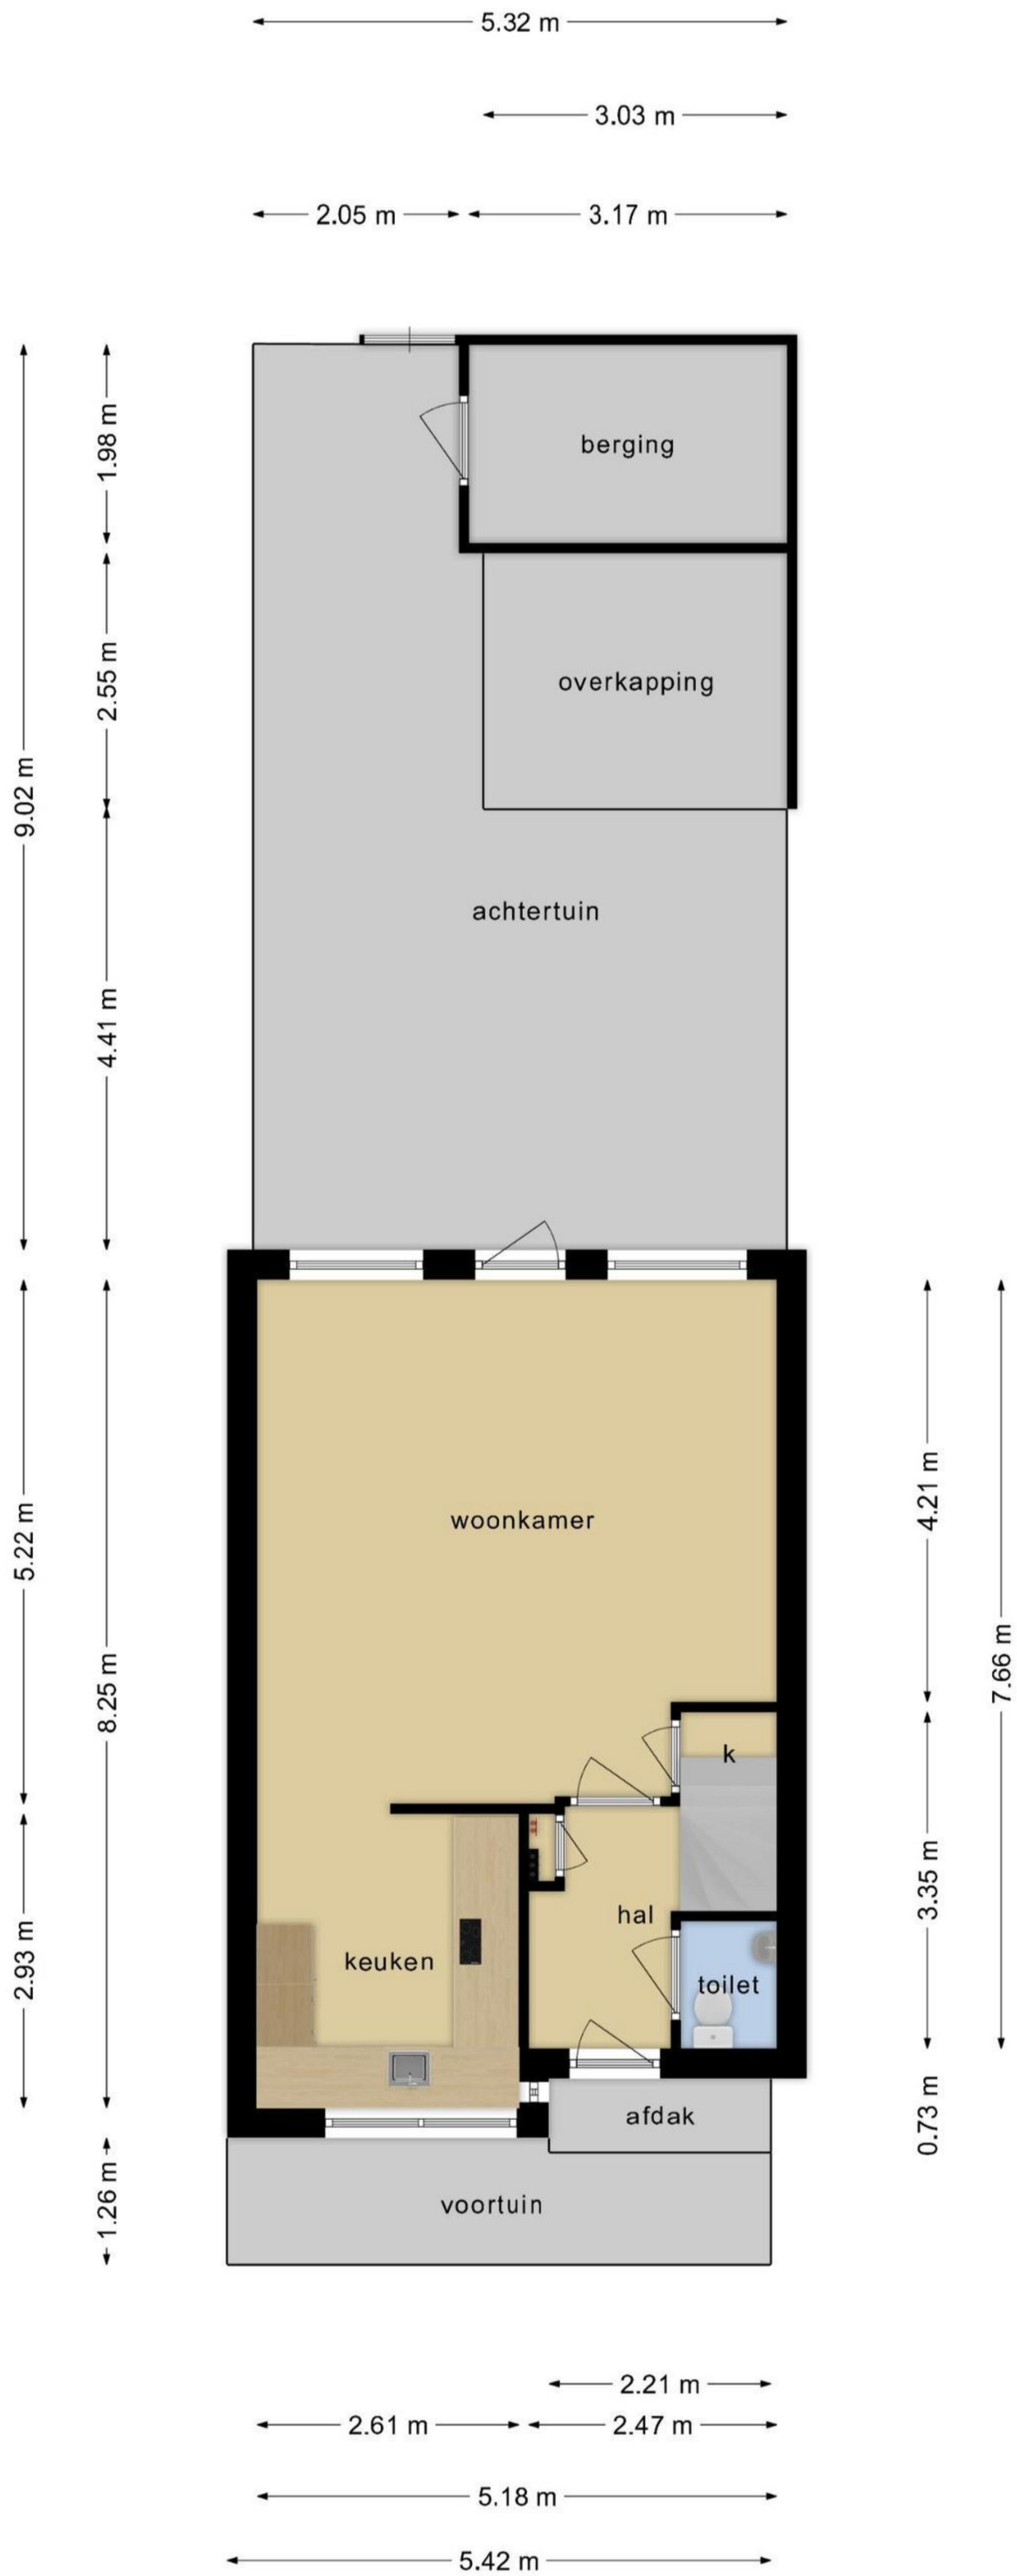 5.32 m
3.03 m
2.05 m
3.17 m
berging
1.98 m
2.55 m
overkapping
9.02 m
achtertuin
4.41 m
woonkamer
4.21 m
5.22 m
8.25 m
7.66 m
k
3.35 m
hal
keuken
2.93 m
toilet
afdak
0.73 m
voortuin
1.26 m
2.21 m
2.61 m
2.47 m
5.18 m
5.42 m